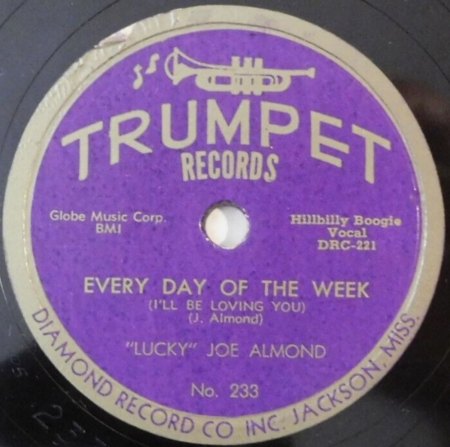 TRUMPET
RECORDS
Globe Music Corp.
BMI
Hillbilly Boogie
Vocal
DRC-221
EVERY DAY OF THE WEEK
(I'LL BE LOVING YOU)
(J. Almond)
"LUCKY" JOE ALMOND
No. 233
DIAMOND RECORD CO INC. JACKSON, MISS.